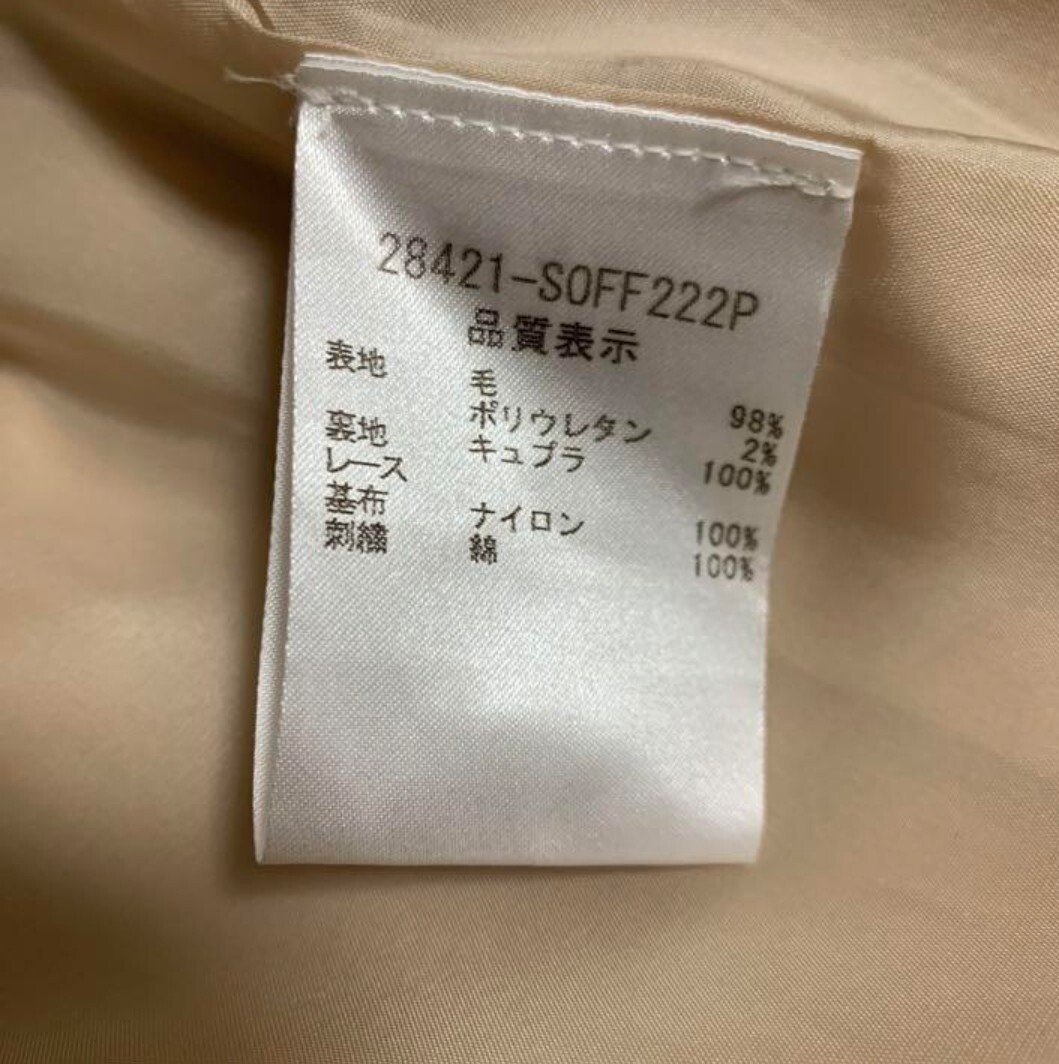 28421-SOFF222P
品質表示
表地 毛 98%
ポリウレタン 2%
裏地 キュプラ 100%
レース
基布 ナイロン 100%
刺繍 綿 100%